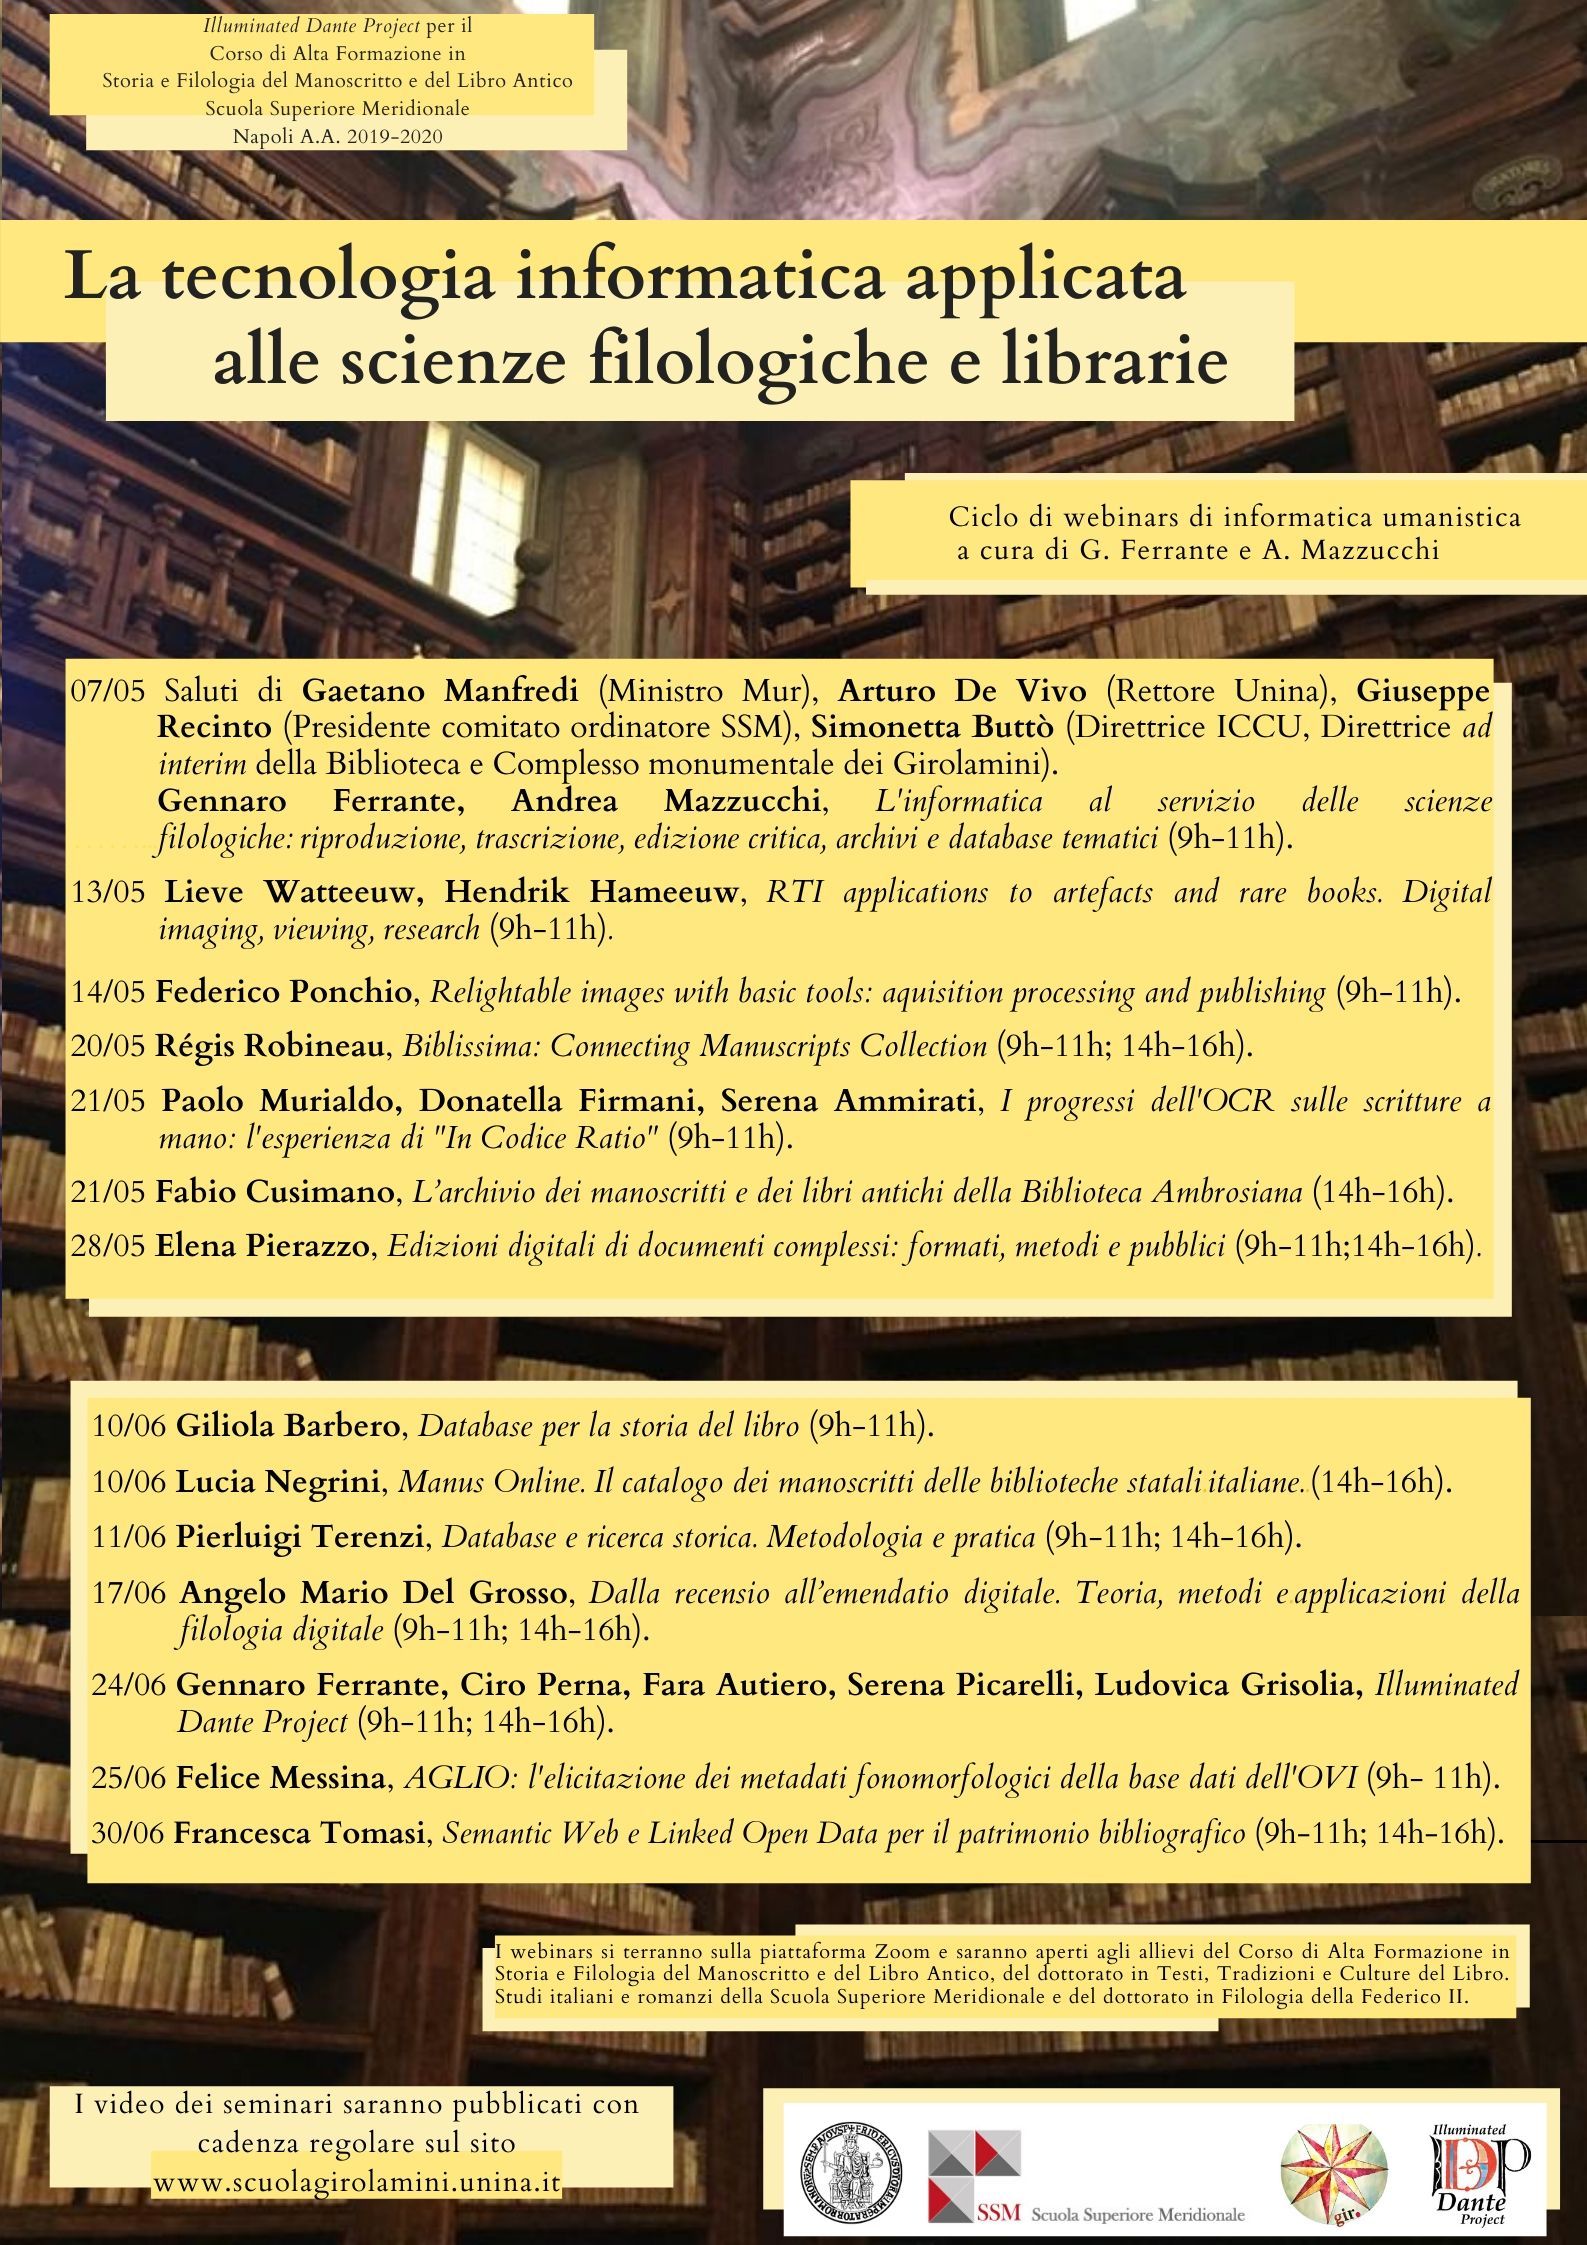 Illuminated Dante Project per il
Corso di Alta Formazione in
Storia e Filologia del Manoscritto e del Libro Antico
Scuola Superiore Meridionale
Napoli A.A. 2019-2020
La tecnologia informatica applicata
alle scienze filologiche e librarie
Ciclo di webinars di informatica umanistica
a cura di G. Ferrante e A. Mazzucchi
07/05 Saluti di Gaetano Manfredi (Ministro Mur), Arturo De Vivo (Rettore Unina), Giuseppe
Recinto (Presidente comitato ordinatore SSM), Simonetta Buttò (Direttrice ICCU, Direttrice ad
interim della Biblioteca e Complesso monumentale dei Girolamini).
Gennaro Ferrante, Andrea Mazzucchi, L'informatica al servizio delle scienze
filologiche: riproduzione, trascrizione, edizione critica, archivi e database tematici (9h-11h).
13/05 Lieve Watteeuw, Hendrik Hameeuw, RTI applications to artefacts and rare books. Digital
imaging, viewing, research (9h-11h).
14/05 Federico Ponchio, Relightable images with basic tools: aquisition processing and publishing (9h-11h).
20/05 Régis Robineau, Biblissima: Connecting Manuscripts Collection (9h-11h; 14h-16h).
21/05 Paolo Murialdo, Donatella Firmani, Serena Ammirati, I progressi dell'OCR sulle scritture a
mano: l'esperienza di "In Codice Ratio" (9h-11h).
21/05 Fabio Cusimano, L’archivio dei manoscritti e dei libri antichi della Biblioteca Ambrosiana (14h-16h).
28/05 Elena Pierazzo, Edizioni digitali di documenti complessi: formati, metodi e pubblici (9h-11h;14h-16h).
10/06 Giliola Barbero, Database per la storia del libro (9h-11h).
10/06 Lucia Negrini, Manus Online. Il catalogo dei manoscritti delle biblioteche statali italiane. (14h-16h).
11/06 Pierluigi Terenzi, Database e ricerca storica. Metodologia e pratica (9h-11h; 14h-16h).
17/06 Angelo Mario Del Grosso, Dalla recensio all’emendatio digitale. Teoria, metodi e applicazioni della
filologia digitale (9h-11h; 14h-16h).
24/06 Gennaro Ferrante, Ciro Perna, Fara Autiero, Serena Picarelli, Ludovica Grisolia, Illuminated
Dante Project (9h-11h; 14h-16h).
25/06 Felice Messina, AGLIO: l'elicitazione dei metadati fonomorfologici della base dati dell'OVI (9h- 11h).
30/06 Francesca Tomasi, Semantic Web e Linked Open Data per il patrimonio bibliografico (9h-11h; 14h-16h).
I webinars si terranno sulla piattaforma Zoom e saranno aperti agli allievi del Corso di Alta Formazione in
Storia e Filologia del Manoscritto e del Libro Antico, del dottorato in Testi, Tradizioni e Culture del Libro.
Studi italiani e romanzi della Scuola Superiore Meridionale e del dottorato in Filologia della Federico II.
I video dei seminari saranno pubblicati con
cadenza regolare sul sito
www.scuolagirolamini.unina.it
SSM Scuola Superiore Meridionale
gir.
Illuminated
Dante
Project